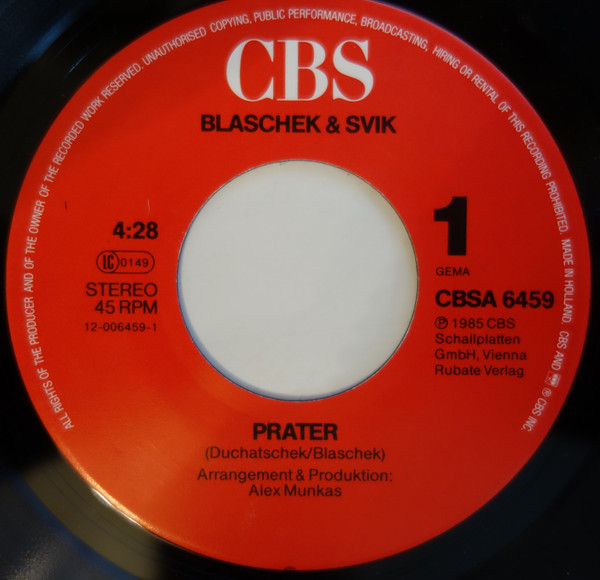 ALL RIGHTS OF THE PRODUCER AND OF THE OWNER OF THE RECORDED WORK RESERVED. UNAUTHORISED COPYING, PUBLIC PERFORMANCE, BROADCASTING, HIRING OR RENTAL OF THIS RECORDING PROHIBITED. MADE IN HOLLAND. CBS AND ® CBS INC.
CBS
BLASCHEK & SVIK
4:28
LC 0149
STEREO
45 RPM
12-006459-1
1
GEMA
CBSA 6459
℗ 1985 CBS
Schallplatten
GmbH, Vienna
Rubate Verlag
PRATER
(Duchatschek/Blaschek)
Arrangement & Produktion:
Alex Munkas